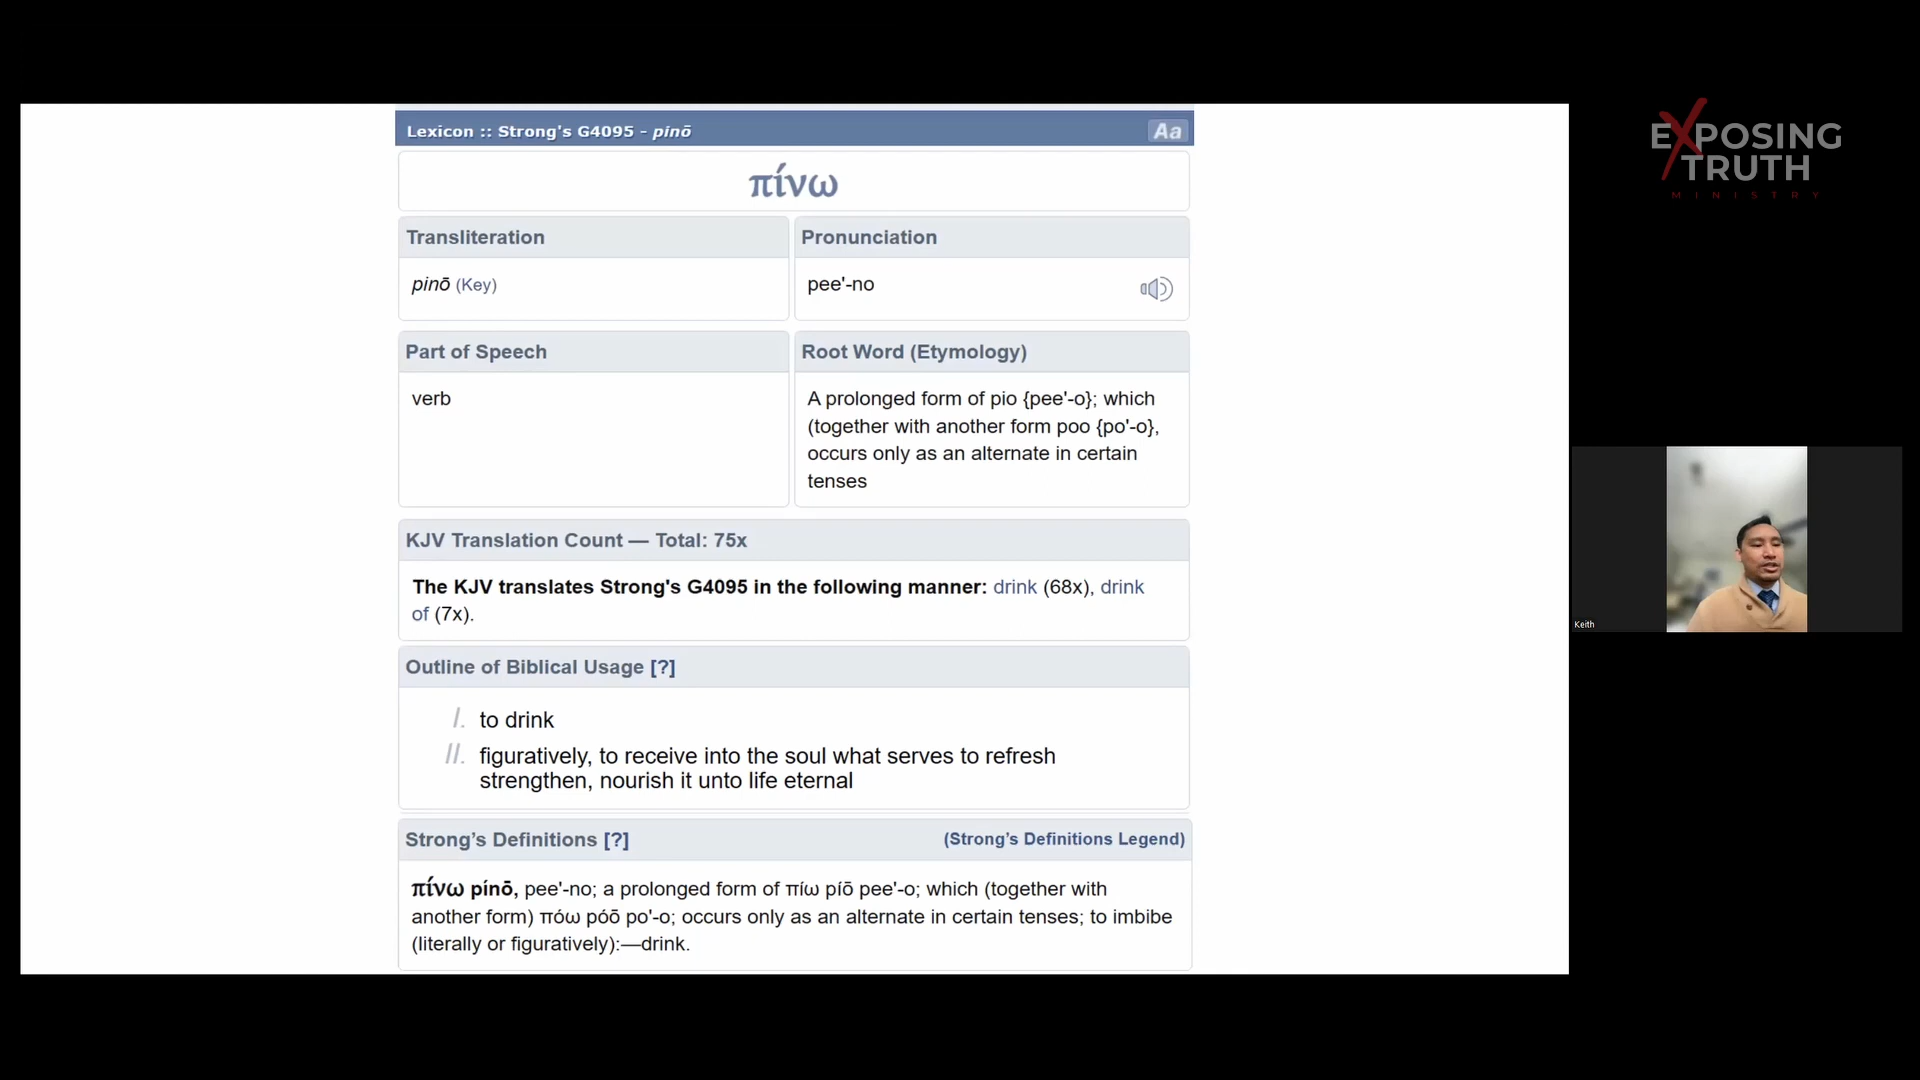 Lexicon :: Strong's G4095 - pinō
Aa
πίνω
Transliteration
Pronunciation
pinō (Key)
pee'-no
Part of Speech
Root Word (Etymology)
verb
A prolonged form of pio {pee'-o}; which
(together with another form poo {po'-o},
occurs only as an alternate in certain
tenses
KJV Translation Count — Total: 75x
The KJV translates Strong's G4095 in the following manner: drink (68x), drink
of (7x).
Outline of Biblical Usage [?]
I. to drink
II. figuratively, to receive into the soul what serves to refresh
strengthen, nourish it unto life eternal
Strong’s Definitions [?]
(Strong’s Definitions Legend)
πίνω pínō, pee'-no; a prolonged form of πίω píō pee'-o; which (together with
another form) πόω póō po'-o; occurs only as an alternate in certain tenses; to imbibe
(literally or figuratively):—drink.
EXPOSING
TRUTH
MINISTRY
Keith